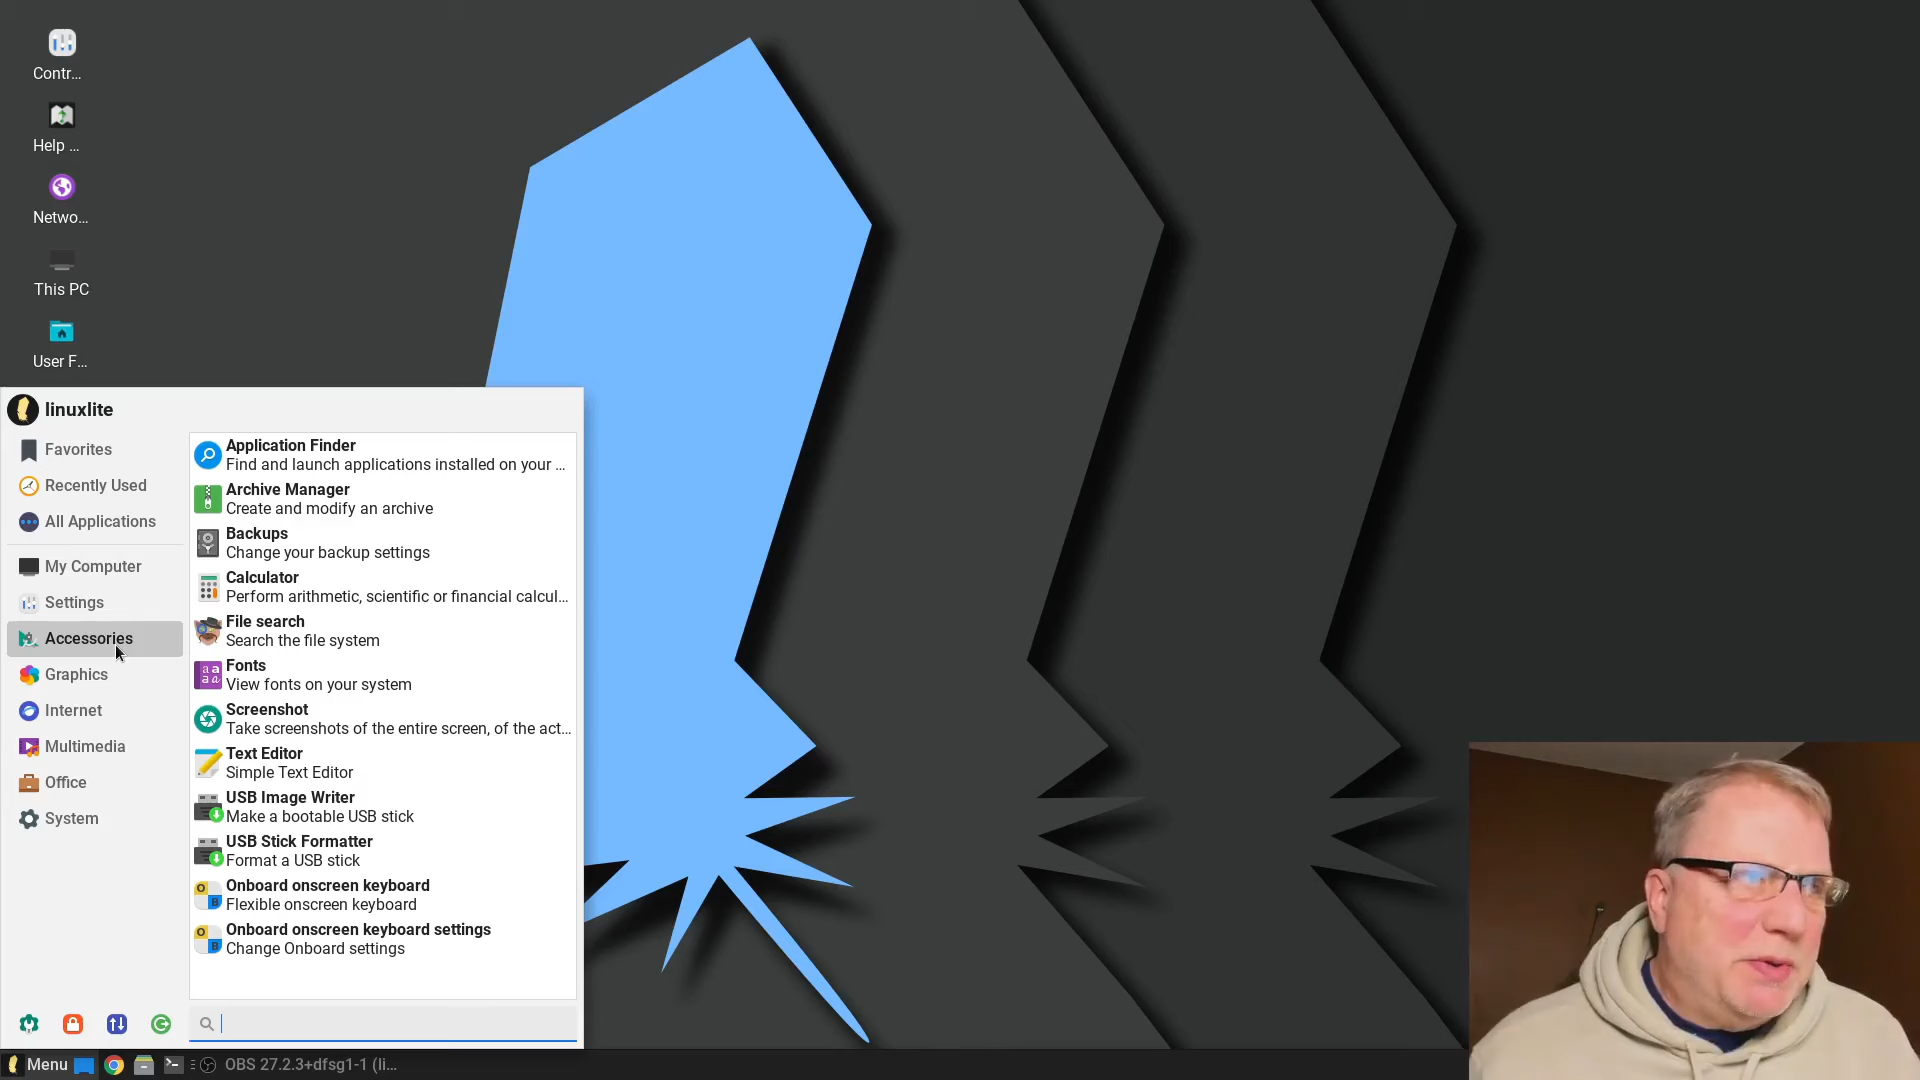 Contr...
Help ...
Netwo...
This PC
User F...
linuxlite
Favorites
Recently Used
All Applications
My Computer
Settings
Accessories
Graphics
Internet
Multimedia
Office
System
Application Finder
Find and launch applications installed on your ...
Archive Manager
Create and modify an archive
Backups
Change your backup settings
Calculator
Perform arithmetic, scientific or financial calcul...
File search
Search the file system
Fonts
View fonts on your system
Screenshot
Take screenshots of the entire screen, of the act...
Text Editor
Simple Text Editor
USB Image Writer
Make a bootable USB stick
USB Stick Formatter
Format a USB stick
Onboard onscreen keyboard
Flexible onscreen keyboard
Onboard onscreen keyboard settings
Change Onboard settings
Menu
OBS 27.2.3+dfsg1-1 (li...